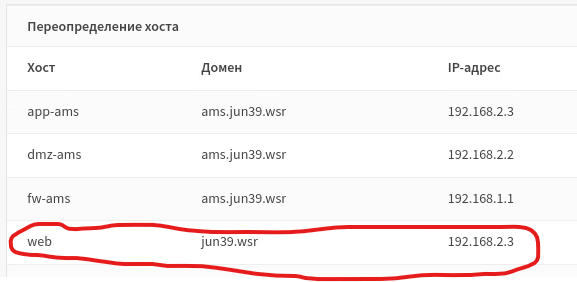 Переопределение хоста
Хост Домен IP-адрес
app-ams ams.jun39.wsr 192.168.2.3
dmz-ams ams.jun39.wsr 192.168.2.2
fw-ams ams.jun39.wsr 192.168.1.1
web jun39.wsr 192.168.2.3